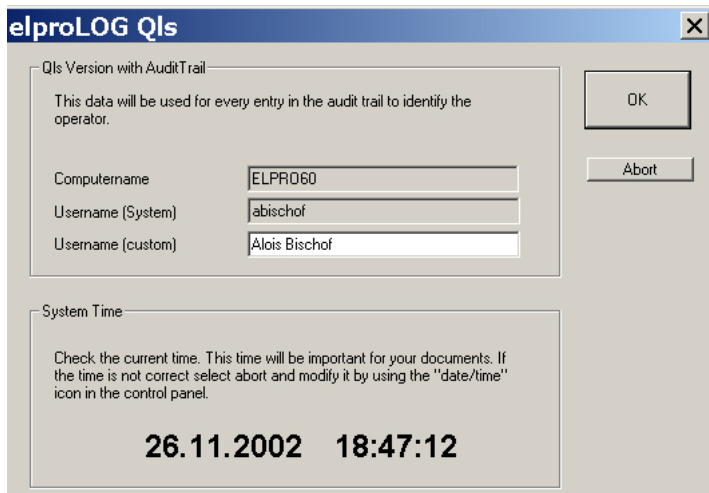 elproLOG Qls
Qls Version with AuditTrail
This data will be used for every entry in the audit trail to identify the
operator.
OK
Abort
Computername ELPRO60
Username (System) abischof
Username (custom) Alois Bischof
System Time
Check the current time. This time will be important for your documents. If
the time is not correct select abort and modify it by using the "date/time"
icon in the control panel.
26.11.2002 18:47:12